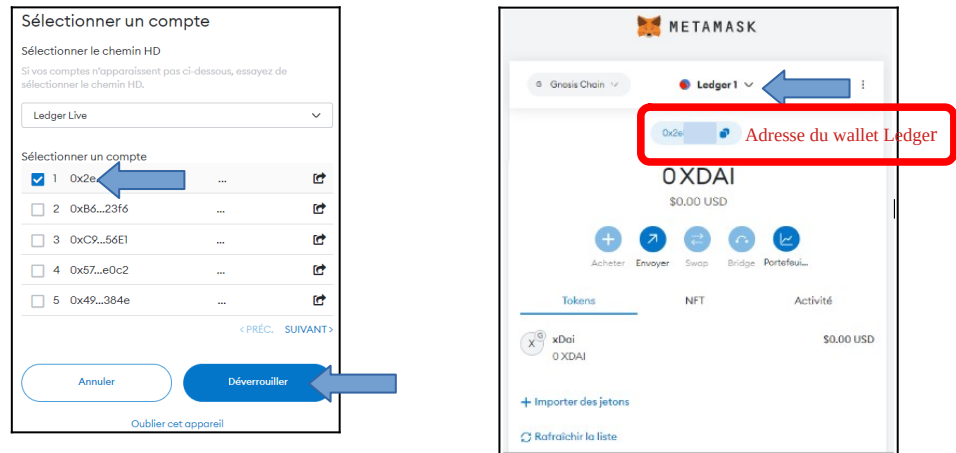 Sélectionner un compte
Sélectionner le chemin HD
Si vos comptes n'apparaissent pas ci-dessous, essayez de
sélectionner le chemin HD.
Ledger Live
Sélectionner un compte
1 0x2e ...
2 0xB6...23f6 ...
3 0xC9...56E1 ...
4 0x57...e0c2 ...
5 0x49...384e ...
<PRÉC. SUIVANT>
Annuler Déverrouiller
Oublier cet appareil
METAMASK
G Gnosis Chain Ledger 1
0x2e Adresse du wallet Ledger
0 XDAI
$0.00 USD
Acheter Envoyer Swap Bridge Portefeui...
Tokens NFT Activité
X G xDai $0.00 USD
0 XDAI
+ Importer des jetons
Rafraîchir la liste